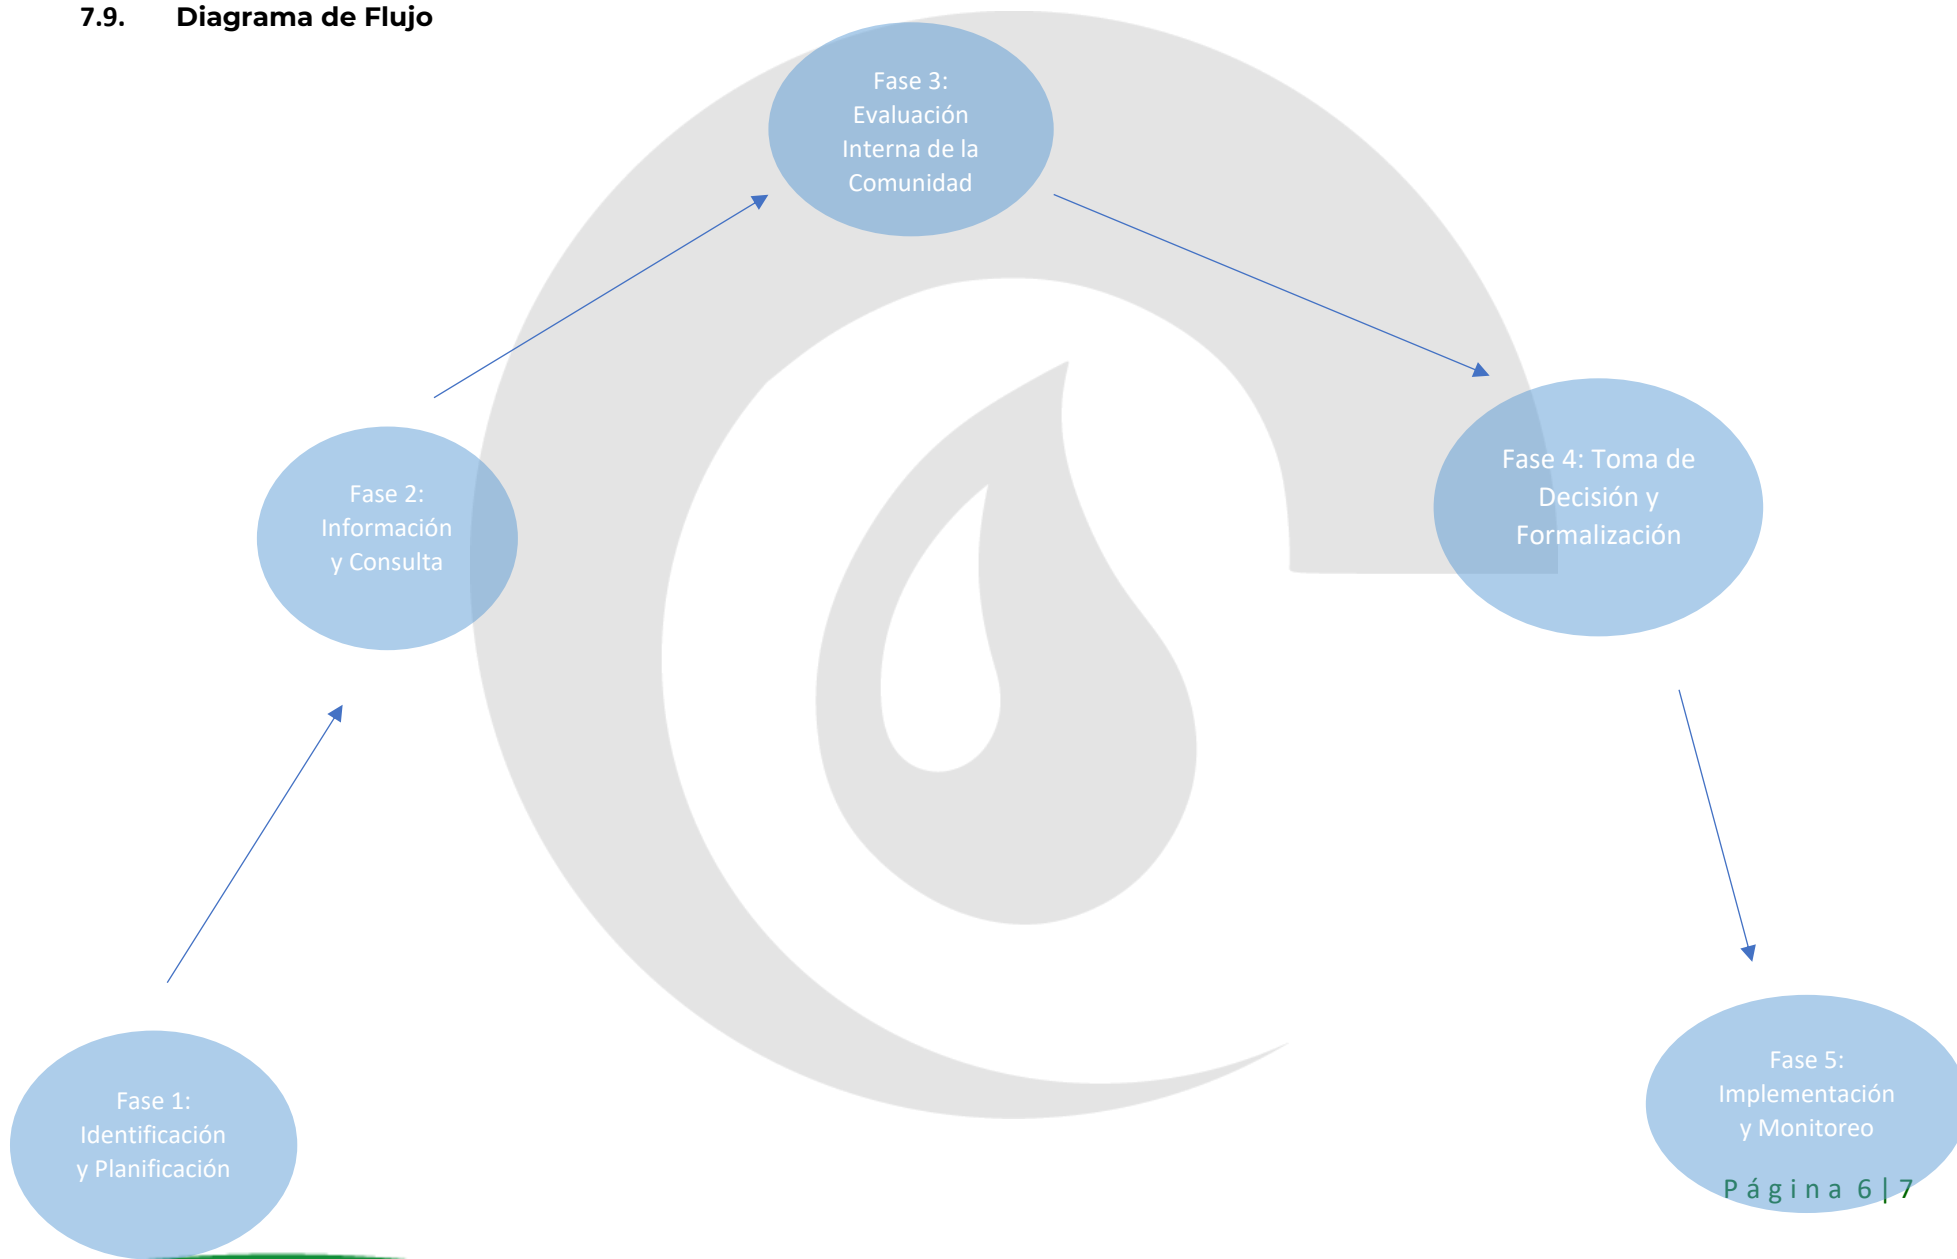 7.9. Diagrama de Flujo
Fase 3:
Evaluación
Interna de la
Comunidad
Fase 4: Toma de
Decisión y
Formalización
Fase 2:
Información
y Consulta
Fase 5:
Implementación
y Monitoreo
Fase 1:
Identificación
y Planificación
Página 6|7